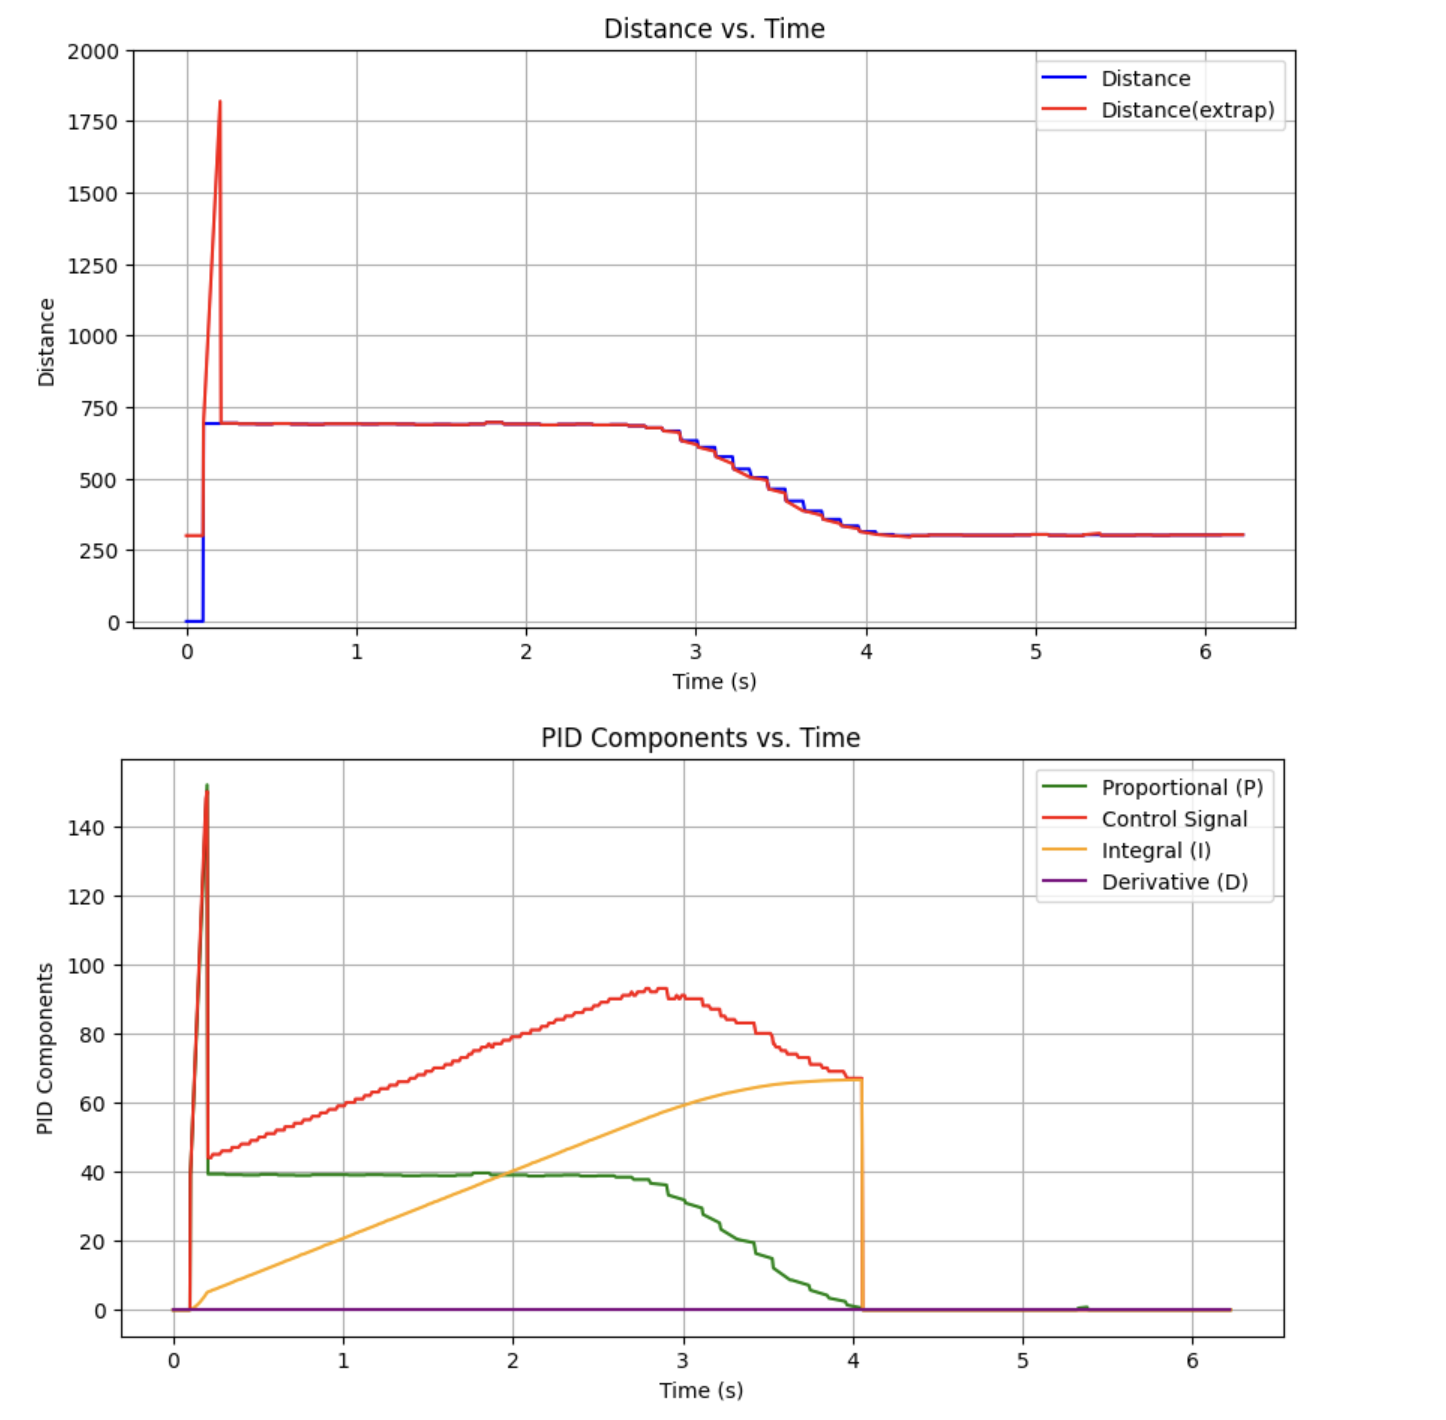 Distance vs. Time
2000
1750
1500
1250
1000
750
500
250
0
Distance
Distance
Distance(extrap)
0 1 2 3 4 5 6
Time (s)
PID Components vs. Time
140
120
100
80
60
40
20
0
PID Components
Proportional (P)
Control Signal
Integral (I)
Derivative (D)
0 1 2 3 4 5 6
Time (s)